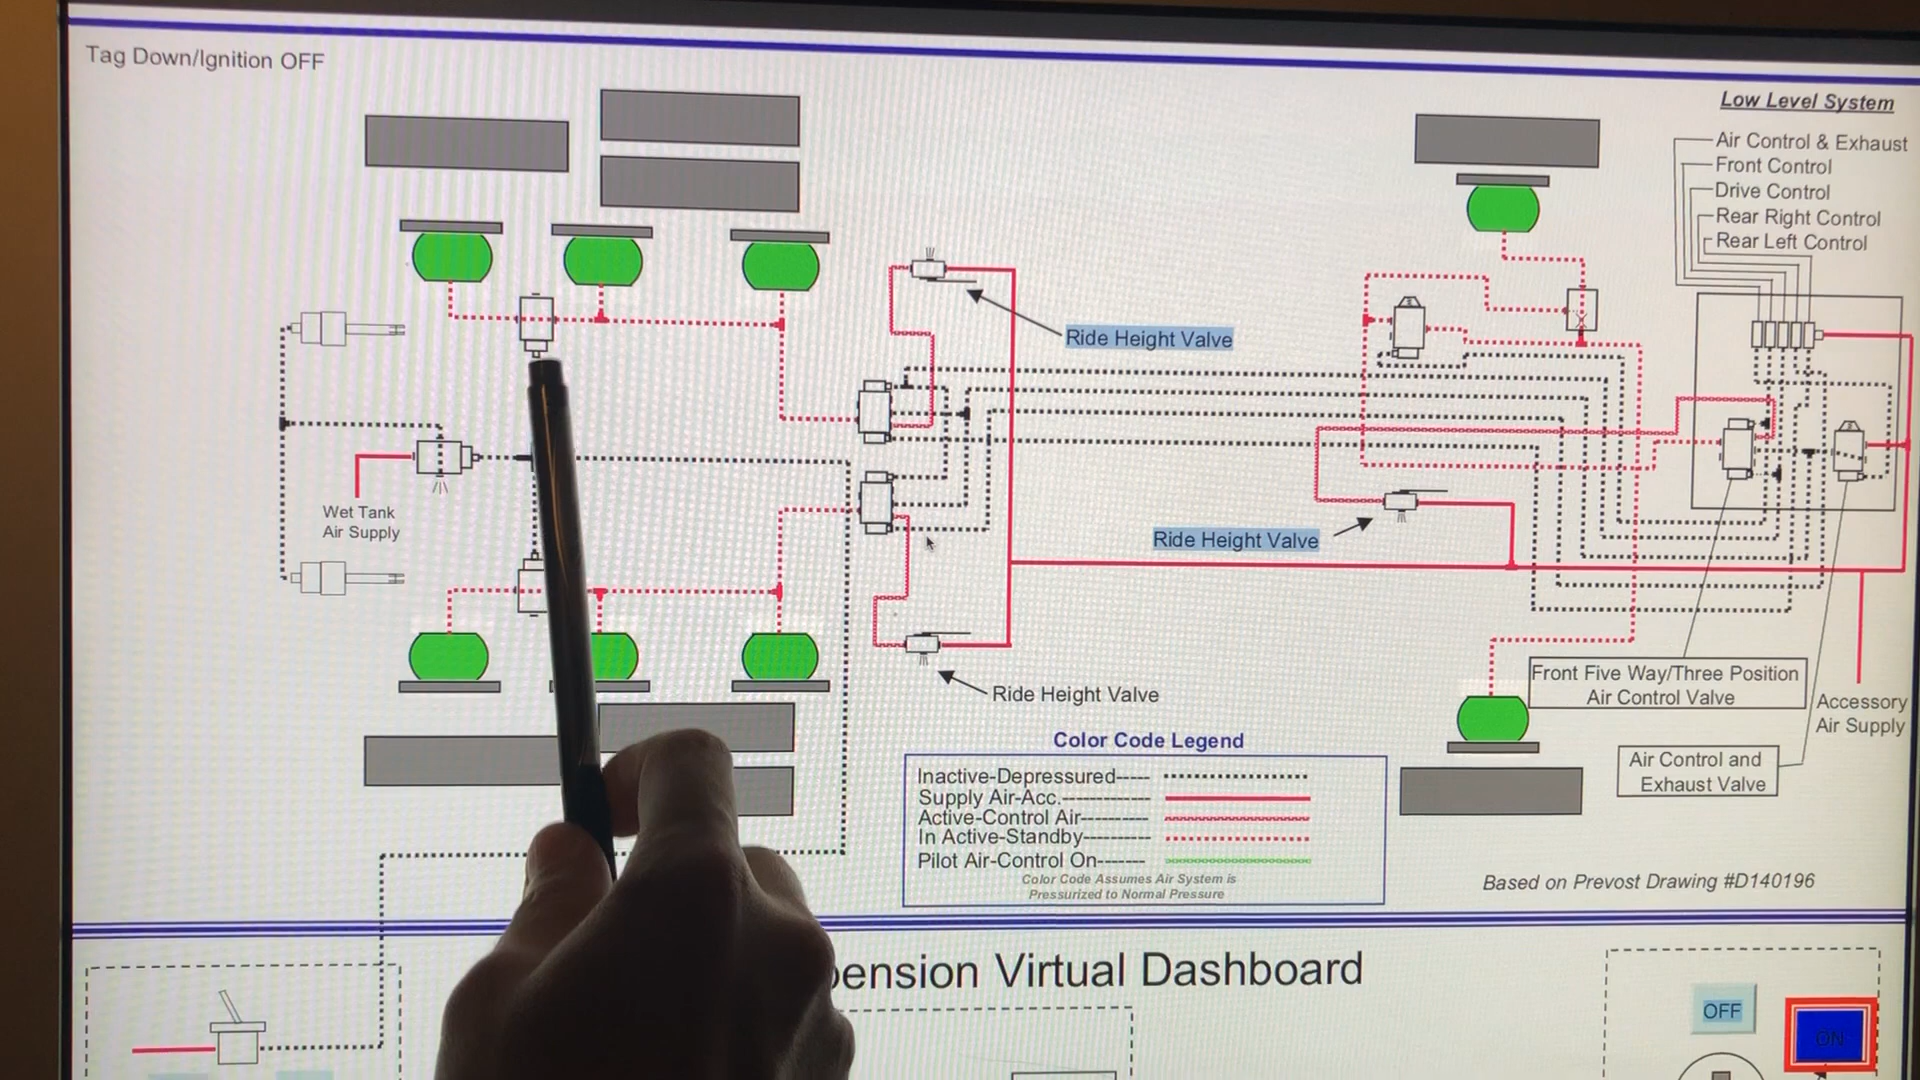 Tag Down/Ignition OFF
Low Level System
Air Control & Exhaust
Front Control
Drive Control
Rear Right Control
Rear Left Control
Ride Height Valve
Wet Tank
Air Supply
Ride Height Valve
Front Five Way/Three Position
Air Control Valve
Ride Height Valve
Accessory
Air Supply
Color Code Legend
Air Control and
Exhaust Valve
Inactive-Depressured-----
Supply Air-Acc.-------------
Active-Control Air----------
In Active-Standby----------
Pilot Air-Control On-------
Color Code Assumes Air System is
Pressurized to Normal Pressure
Based on Prevost Drawing #D140196
pension Virtual Dashboard
OFF
ON